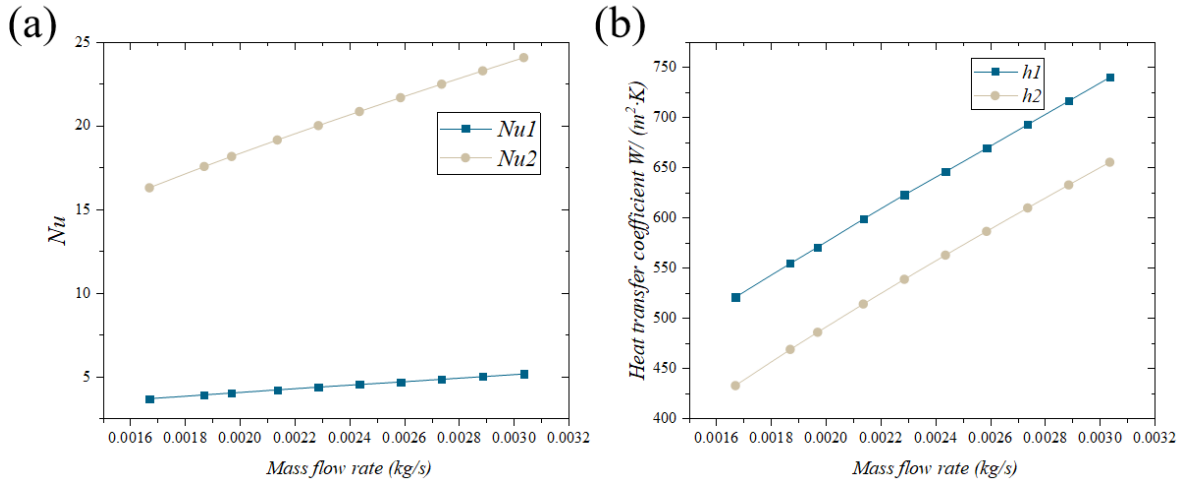 (a)
25
20
15
10
5
Nu
Nu1
Nu2
0.0016 0.0018 0.0020 0.0022 0.0024 0.0026 0.0028 0.0030 0.0032
Mass flow rate (kg/s)
(b)
750
700
650
600
550
500
450
400
Heat transfer coefficient W/ (m²·K)
h1
h2
0.0016 0.0018 0.0020 0.0022 0.0024 0.0026 0.0028 0.0030 0.0032
Mass flow rate (kg/s)